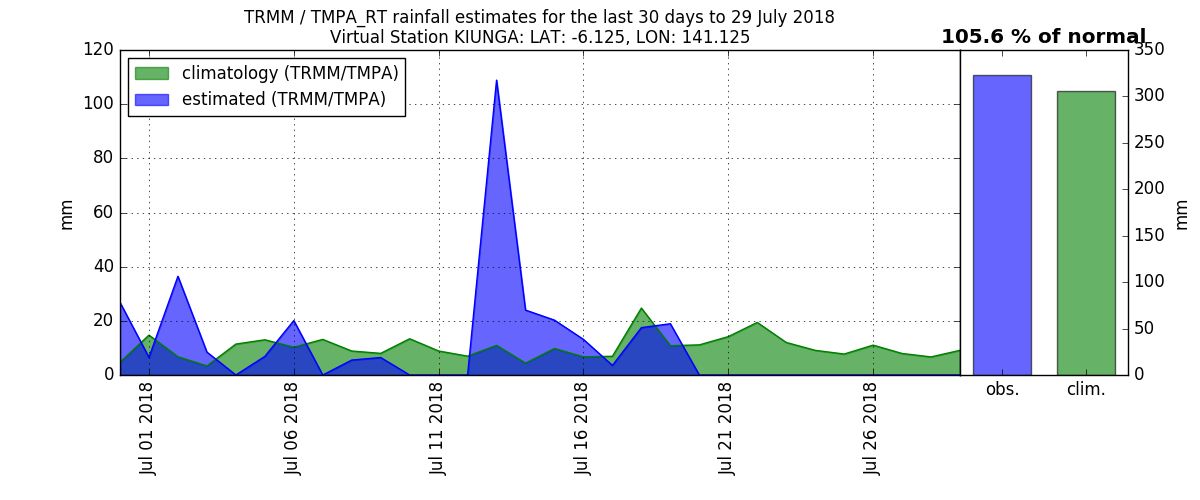 TRMM / TMPA_RT rainfall estimates for the last 30 days to 29 July 2018
Virtual Station KIUNGA: LAT: -6.125, LON: 141.125
105.6 % of normal
climatology (TRMM/TMPA)
estimated (TRMM/TMPA)
120
100
80
60
40
20
0
mm
Jul 01 2018
Jul 06 2018
Jul 11 2018
Jul 16 2018
Jul 21 2018
Jul 26 2018
350
300
250
200
150
100
50
0
mm
obs.
clim.